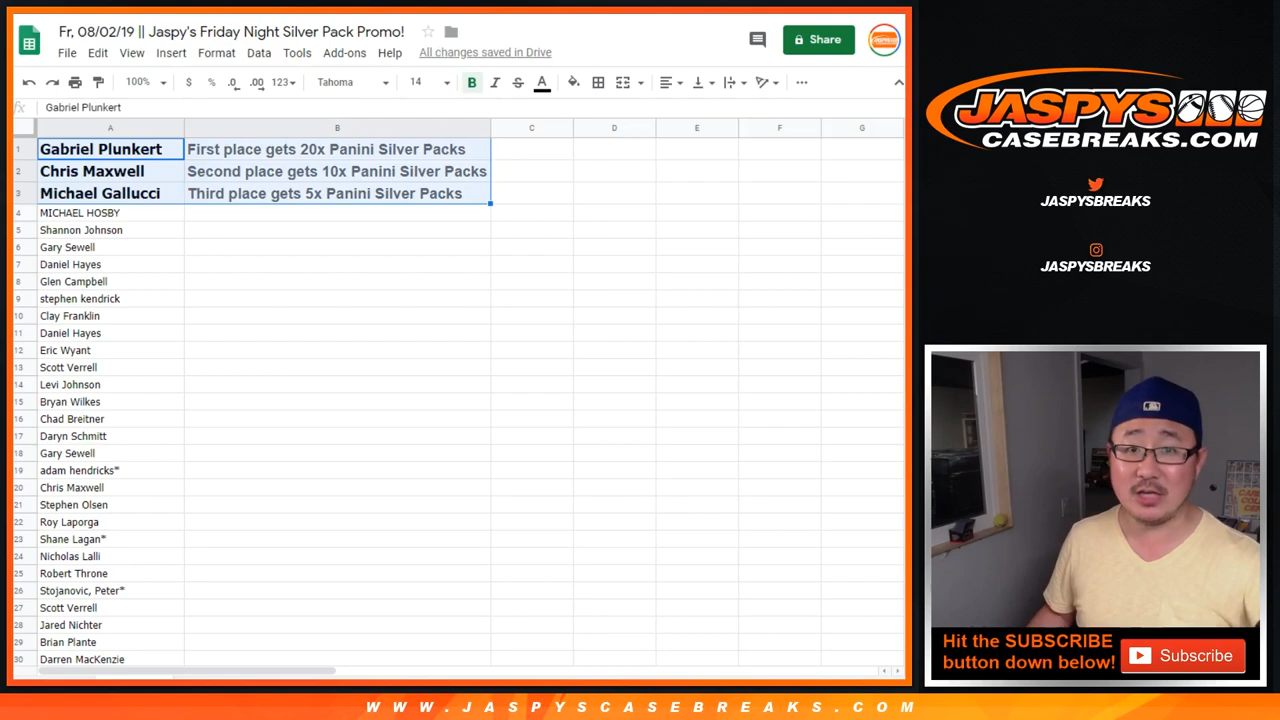 Fr, 08/02/19 || Jaspy's Friday Night Silver Pack Promo!
File Edit View Insert Format Data Tools Add-ons Help All changes saved in Drive
Share
100% $ % .0 .00 123 Tahoma 14 B I S A
fx Gabriel Plunkert
A B C D E F G
1 Gabriel Plunkert First place gets 20x Panini Silver Packs
2 Chris Maxwell Second place gets 10x Panini Silver Packs
3 Michael Gallucci Third place gets 5x Panini Silver Packs
4 MICHAEL HOSBY
5 Shannon Johnson
6 Gary Sewell
7 Daniel Hayes
8 Glen Campbell
9 stephen kendrick
10 Clay Franklin
11 Daniel Hayes
12 Eric Wyant
13 Scott Verrell
14 Levi Johnson
15 Bryan Wilkes
16 Chad Breitner
17 Daryn Schmitt
18 Gary Sewell
19 adam hendricks*
20 Chris Maxwell
21 Stephen Olsen
22 Roy Laporga
23 Shane Lagan*
24 Nicholas Lalli
25 Robert Throne
26 Stojanovic, Peter*
27 Scott Verrell
28 Jared Nichter
29 Brian Plante
30 Darren MacKenzie
JASPYS
CASEBREAKS.COM
JASPYSBREAKS
JASPYSBREAKS
Hit the SUBSCRIBE
button down below!
Subscribe
WWW.JASPYSCASEBREAKS.COM